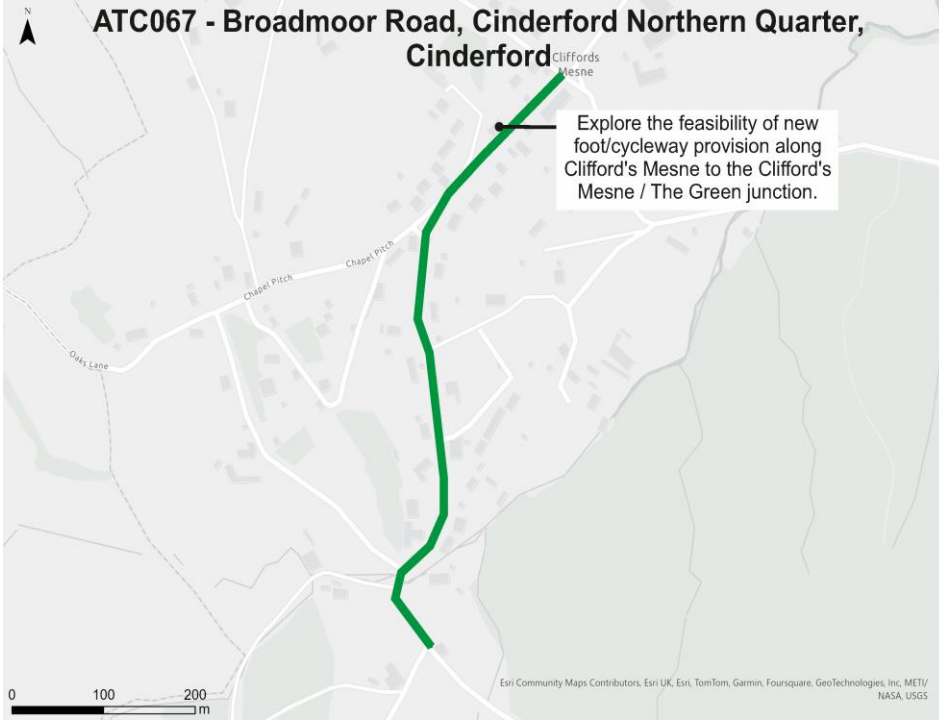 N
ATC067 - Broadmoor Road, Cinderford Northern Quarter,
Cinderford
Cliffords
Mesne
Explore the feasibility of new
foot/cycleway provision along
Clifford's Mesne to the Clifford's
Mesne / The Green junction.
Chapel Pitch
Chapel Pitch
Oaks Lane
0 100 200
m
Esri Community Maps Contributors, Esri UK, Esri, TomTom, Garmin, Foursquare, GeoTechnologies, Inc, METI/
NASA, USGS